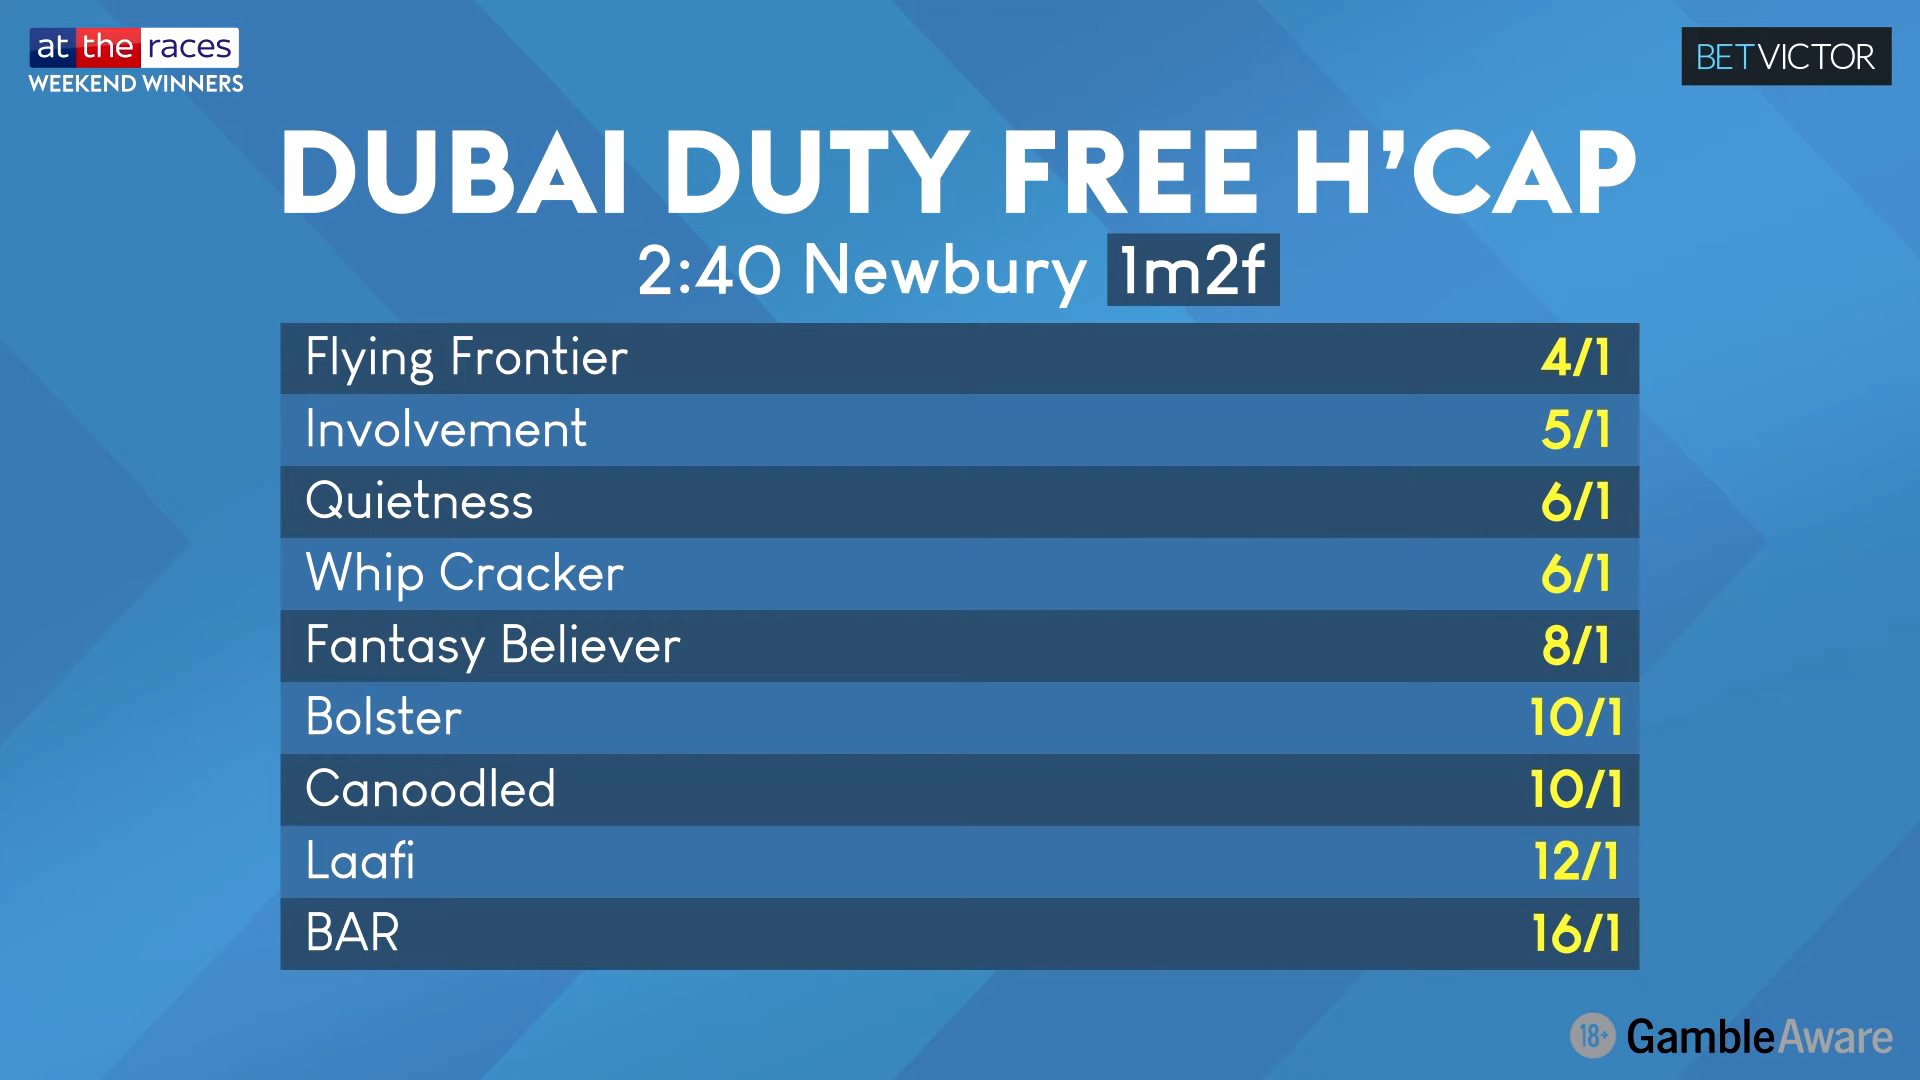 at the races
WEEKEND WINNERS
BETVICTOR
DUBAI DUTY FREE H'CAP
2:40 Newbury 1m2f
Flying Frontier 4/1
Involvement 5/1
Quietness 6/1
Whip Cracker 6/1
Fantasy Believer 8/1
Bolster 10/1
Canoodled 10/1
Laafi 12/1
BAR 16/1
18+ GambleAware